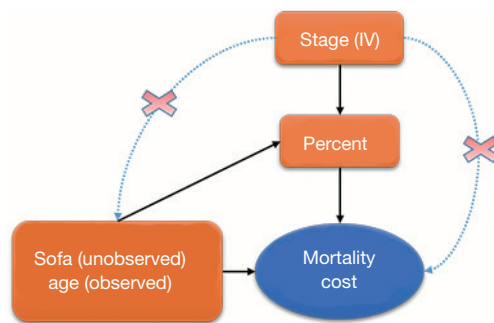 Stage (IV)
Percent
Sofa (unobserved)
age (observed)
Mortality
cost